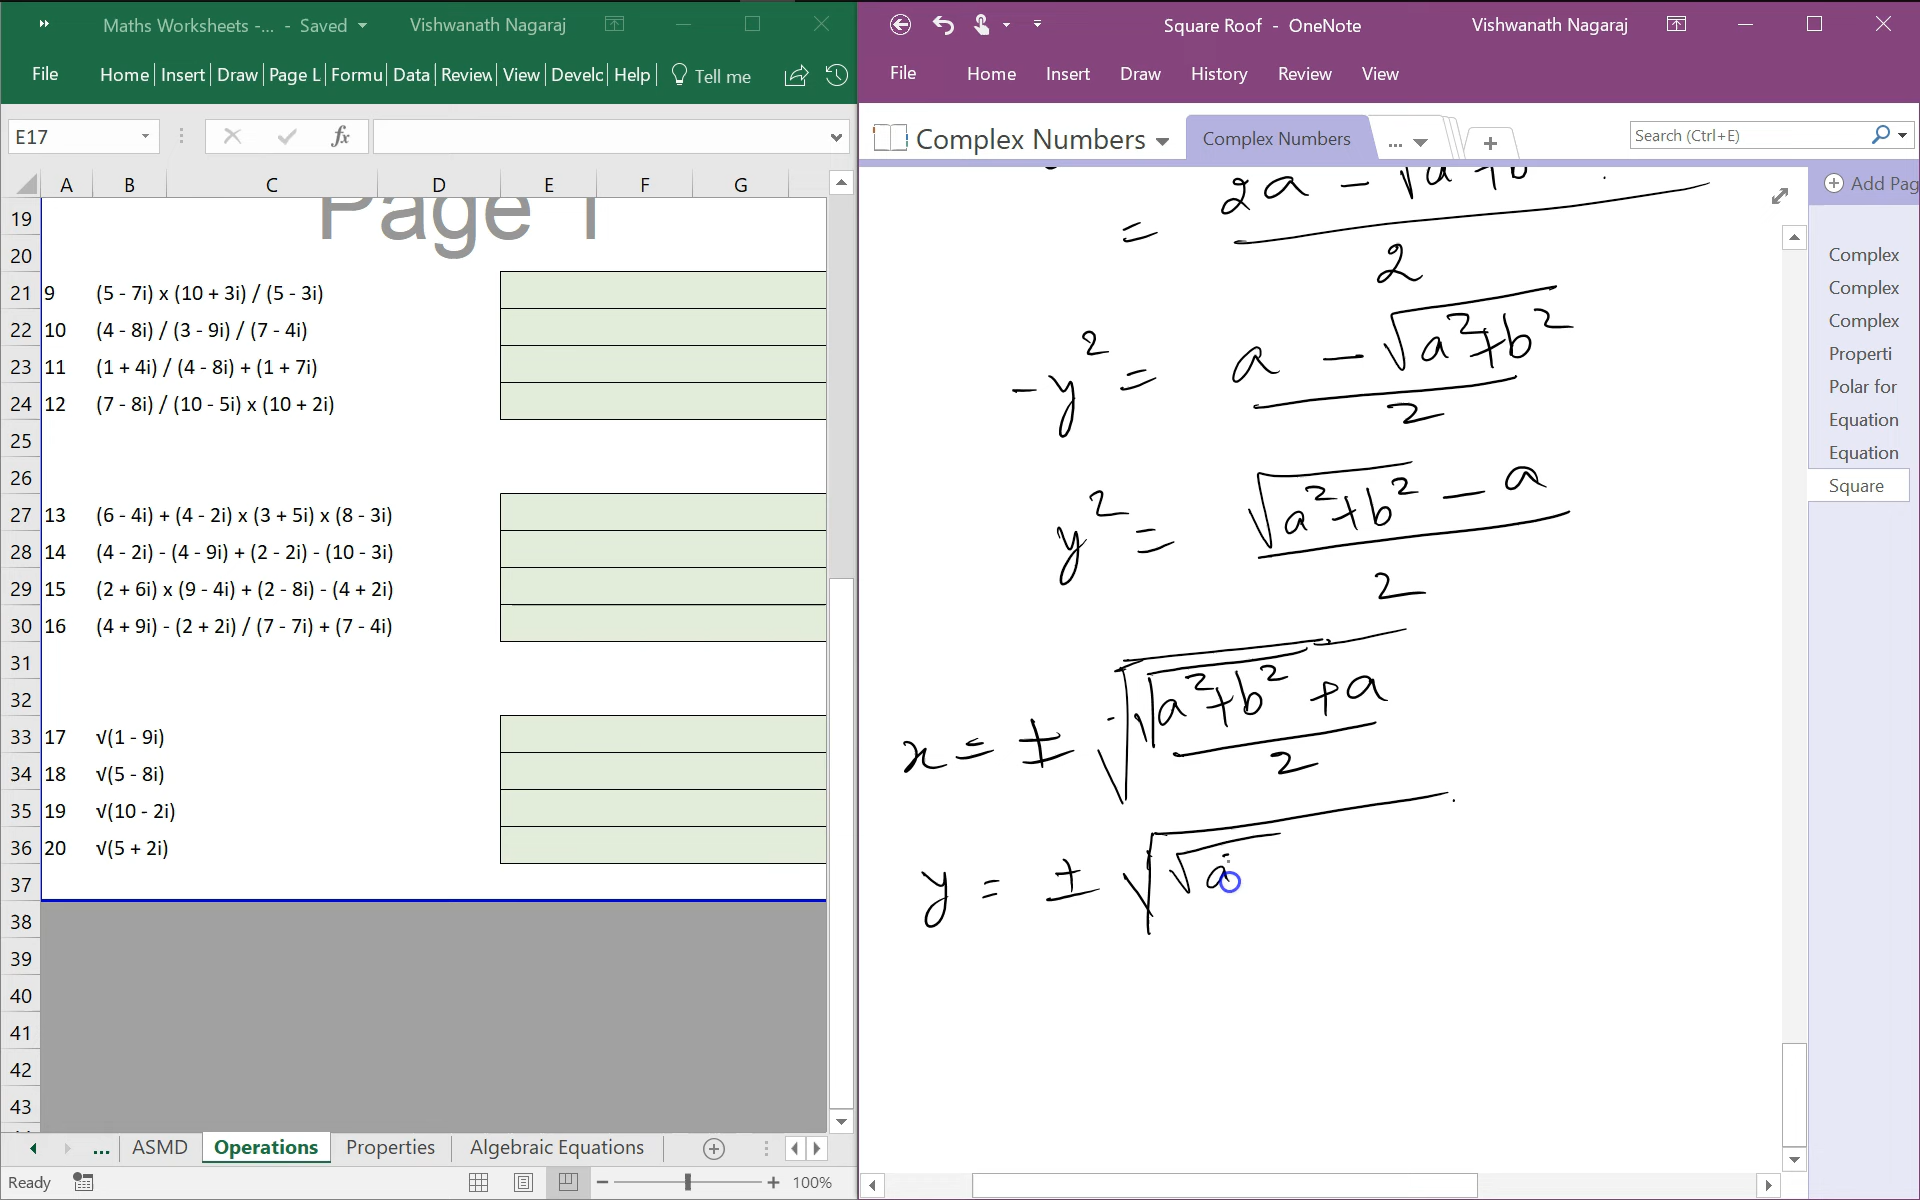 Maths Worksheets -... - Saved
Vishwanath Nagaraj
File Home Insert Draw Page L Formu Data Review View Develc Help Tell me
E17
fx
A B C D E F G
Page 1
19
20
21 9 (5 - 7i) x (10 + 3i) / (5 - 3i)
22 10 (4 - 8i) / (3 - 9i) / (7 - 4i)
23 11 (1 + 4i) / (4 - 8i) + (1 + 7i)
24 12 (7 - 8i) / (10 - 5i) x (10 + 2i)
25
26
27 13 (6 - 4i) + (4 - 2i) x (3 + 5i) x (8 - 3i)
28 14 (4 - 2i) - (4 - 9i) + (2 - 2i) - (10 - 3i)
29 15 (2 + 6i) x (9 - 4i) + (2 - 8i) - (4 + 2i)
30 16 (4 + 9i) - (2 + 2i) / (7 - 7i) + (7 - 4i)
31
32
33 17 √(1 - 9i)
34 18 √(5 - 8i)
35 19 √(10 - 2i)
36 20 √(5 + 2i)
37
38
39
40
41
42
43
... ASMD Operations Properties Algebraic Equations
Ready 100%
Square Roof - OneNote
Vishwanath Nagaraj
File Home Insert Draw History Review View
Complex Numbers
Complex Numbers ...
Search (Ctrl+E)
Add Pag
Complex
Complex
Complex
Properti
Polar for
Equation
Equation
Square
= 2a - √a+b / 2
-y² = a - √a²+b² / 2
y² = √a²+b² - a / 2
x = ± √√a²+b² + a / 2
y = ± √√a